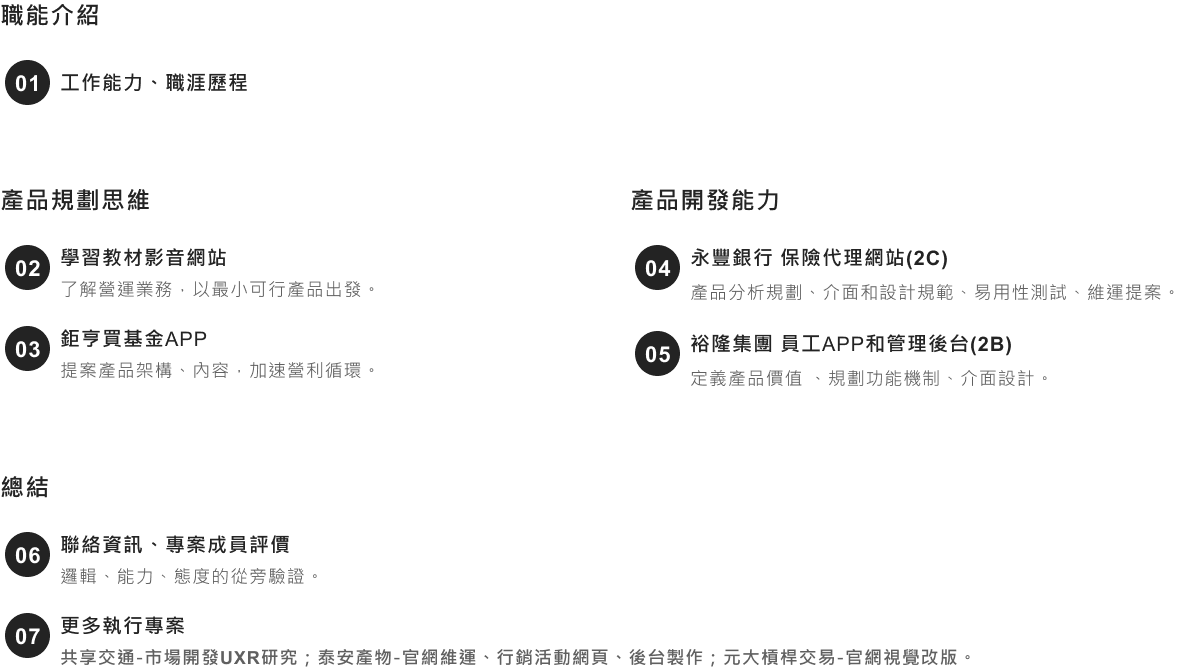 職能介紹
01 工作能力、職涯歷程
產品規劃思維
02 學習教材影音網站
了解營運業務，以最小可行產品出發。
03 鉅亨買基金APP
提案產品架構、內容，加速營利循環。
產品開發能力
04 永豐銀行 保險代理網站(2C)
產品分析規劃、介面和設計規範、易用性測試、維運提案。
05 裕隆集團 員工APP和管理後台(2B)
定義產品價值 、規劃功能機制、介面設計。
總結
06 聯絡資訊、專案成員評價
邏輯、能力、態度的從旁驗證。
07 更多執行專案
共享交通-市場開發UXR研究；泰安產物-官網維運、行銷活動網頁、後台製作；元大槓桿交易-官網視覺改版。